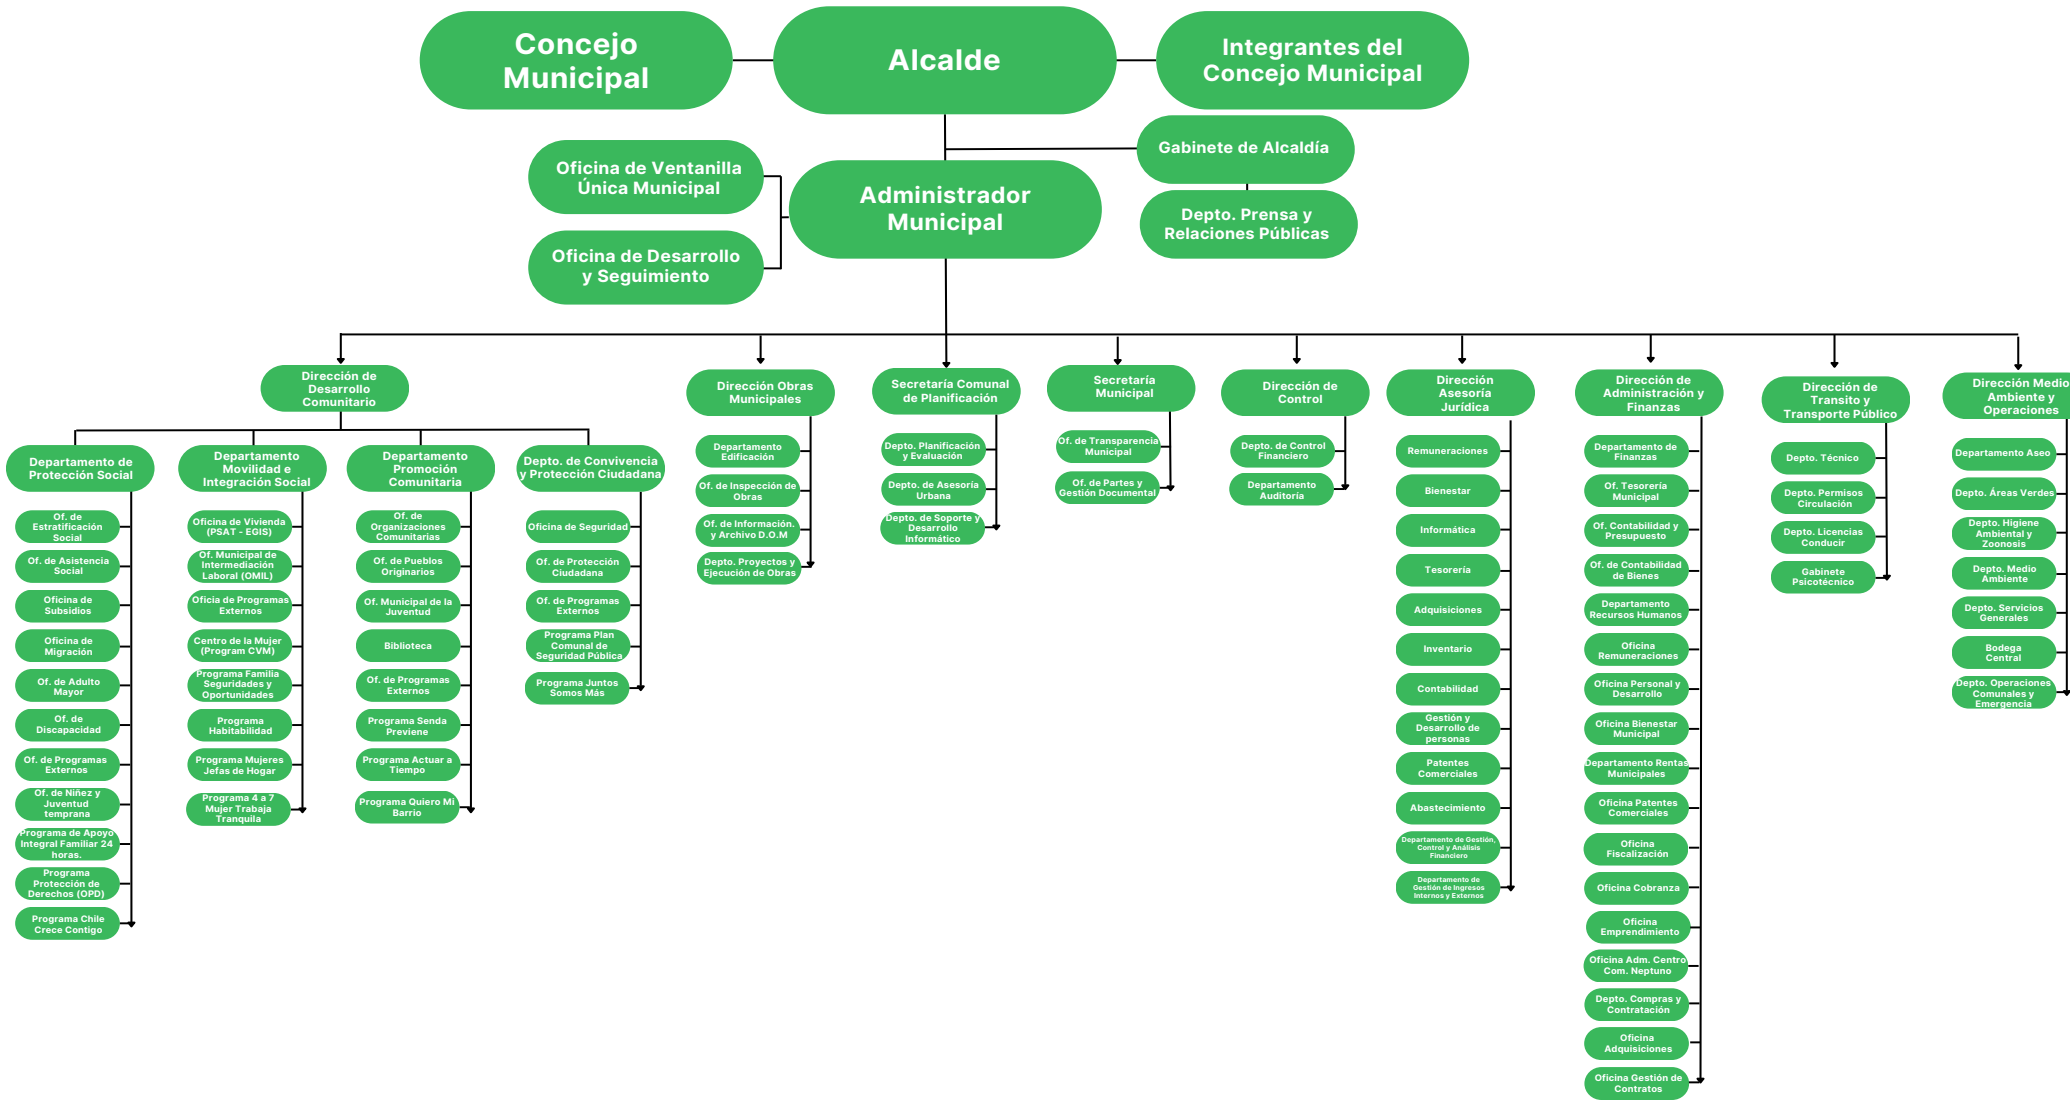 Concejo
Municipal
Alcalde
Integrantes del
Concejo Municipal
Gabinete de Alcaldía
Depto. Prensa y
Relaciones Públicas
Oficina de Ventanilla
Única Municipal
Administrador
Municipal
Oficina de Desarrollo
y Seguimiento
Dirección de
Desarrollo
Comunitario
Departamento de
Protección Social
Of. de
Estratificación
Social
Of. de Asistencia
Social
Oficina de
Subsidios
Oficina de
Migración
Of. de Adulto
Mayor
Of. de
Discapacidad
Of. de Programas
Externos
Of. de Niñez y
Juventud
temprana
Programa de Apoyo
Integral Familiar 24
horas.
Programa
Protección de
Derechos (OPD)
Programa Chile
Crece Contigo
Departamento
Movilidad e
Integración Social
Oficina de Vivienda
(PSAT - EGIS)
Of. Municipal de
Intermediación
Laboral (OMIL)
Oficia de Programas
Externos
Centro de la Mujer
(Program CVM)
Programa Familia
Seguridades y
Oportunidades
Programa
Habitabilidad
Programa Mujeres
Jefas de Hogar
Programa 4 a 7
Mujer Trabaja
Tranquila
Departamento
Promoción
Comunitaria
Of. de
Organizaciones
Comunitarias
Of. de Pueblos
Originarios
Of. Municipal de la
Juventud
Biblioteca
Of. de Programas
Externos
Programa Senda
Previene
Programa Actuar a
Tiempo
Programa Quiero Mi
Barrio
Depto. de Convivencia
y Protección Ciudadana
Oficina de Seguridad
Of. de Protección
Ciudadana
Of. de Programas
Externos
Programa Plan
Comunal de
Seguridad Pública
Programa Juntos
Somos Más
Dirección Obras
Municipales
Departamento
Edificación
Of. de Inspección de
Obras
Of. de Información.
y Archivo D.O.M
Depto. Proyectos y
Ejecución de Obras
Secretaría Comunal
de Planificación
Depto. Planificación
y Evaluación
Depto. de Asesoría
Urbana
Depto. de Soporte y
Desarrollo
Informático
Secretaría
Municipal
Of. de Transparencia
Municipal
Of. de Partes y
Gestión Documental
Dirección de
Control
Depto. de Control
Financiero
Departamento
Auditoría
Dirección
Asesoría
Jurídica
Remuneraciones
Bienestar
Informática
Tesorería
Adquisiciones
Inventario
Contabilidad
Gestión y
Desarrollo de
personas
Patentes
Comerciales
Abastecimiento
Departamento de Gestión,
Control y Análisis
Financiero
Departamento de
Gestión de Ingresos
Internos y Externos
Dirección de
Administración y
Finanzas
Departamento de
Finanzas
Of. Tesorería
Municipal
Of. Contabilidad y
Presupuesto
Of. de Contabilidad
de Bienes
Departamento
Recursos Humanos
Oficina
Remuneraciones
Oficina Personal y
Desarrollo
Oficina Bienestar
Municipal
Departamento Rentas
Municipales
Oficina Patentes
Comerciales
Oficina
Fiscalización
Oficina Cobranza
Oficina
Emprendimiento
Oficina Adm. Centro
Com. Neptuno
Depto. Compras y
Contratación
Oficina
Adquisiciones
Oficina Gestión de
Contratos
Dirección de
Transito y
Transporte Público
Depto. Técnico
Depto. Permisos
Circulación
Depto. Licencias
Conducir
Gabinete
Psicotécnico
Dirección Medio
Ambiente y
Operaciones
Departamento Aseo
Depto. Áreas Verdes
Depto. Higiene
Ambiental y
Zoonosis
Depto. Medio
Ambiente
Depto. Servicios
Generales
Bodega
Central
Depto. Operaciones
Comunales y
Emergencia